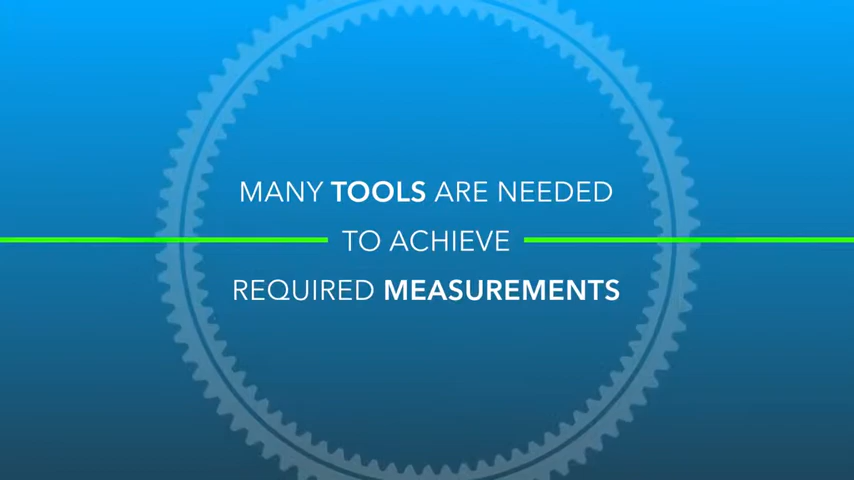 MANY TOOLS ARE NEEDED
TO ACHIEVE
REQUIRED MEASUREMENTS